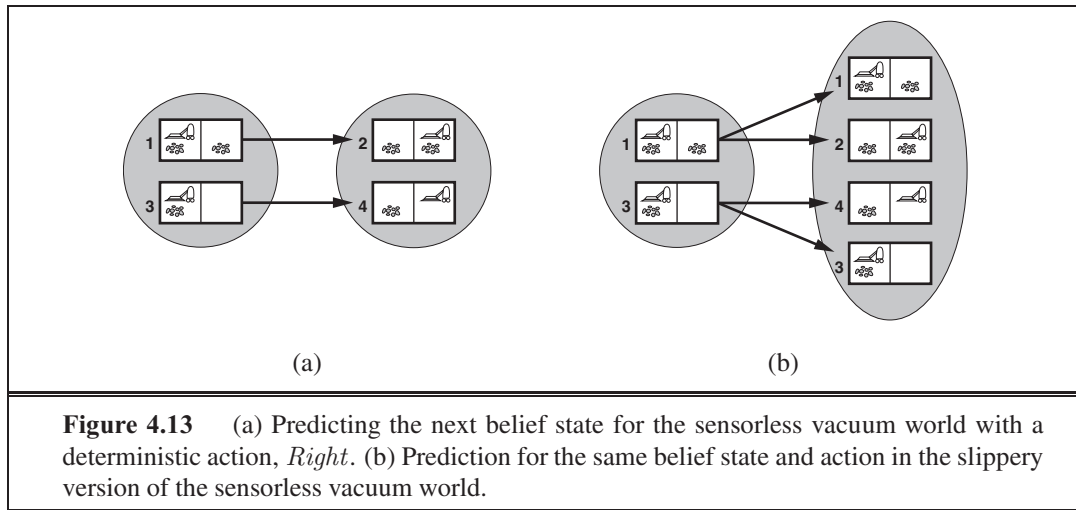 1
2
3
4
1
3
1
2
4
3
(a)
(b)
Figure 4.13 (a) Predicting the next belief state for the sensorless vacuum world with a
deterministic action, Right. (b) Prediction for the same belief state and action in the slippery
version of the sensorless vacuum world.